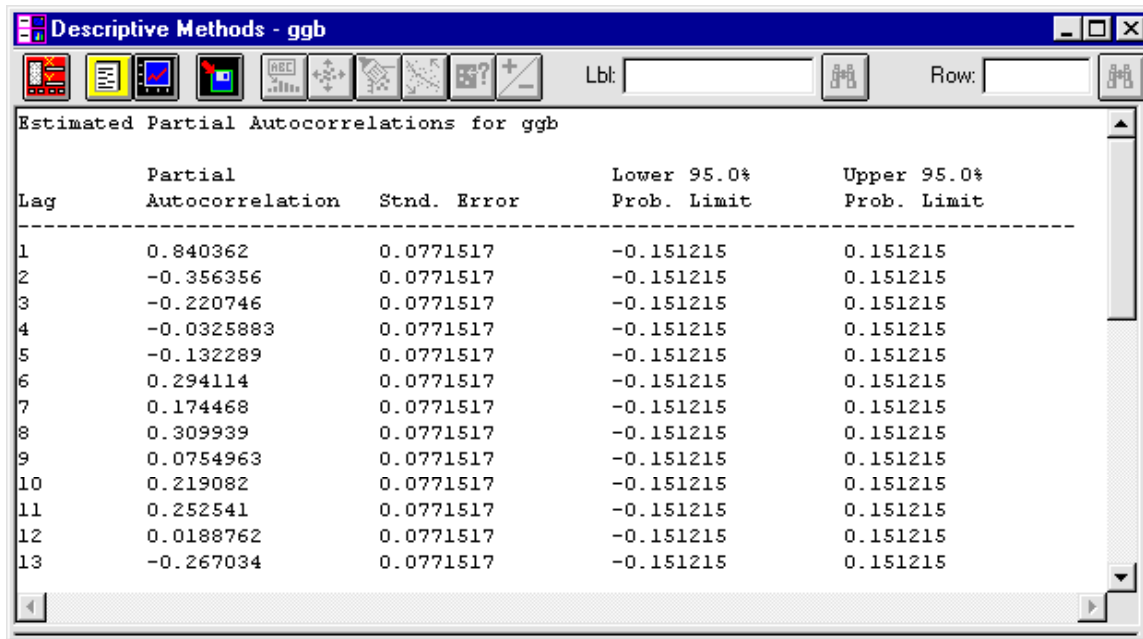 Descriptive Methods - ggb
Lbl: Row:
Estimated Partial Autocorrelations for ggb
Partial Lower 95.0% Upper 95.0%
Lag Autocorrelation Stnd. Error Prob. Limit Prob. Limit
1 0.840362 0.0771517 -0.151215 0.151215
2 -0.356356 0.0771517 -0.151215 0.151215
3 -0.220746 0.0771517 -0.151215 0.151215
4 -0.0325883 0.0771517 -0.151215 0.151215
5 -0.132289 0.0771517 -0.151215 0.151215
6 0.294114 0.0771517 -0.151215 0.151215
7 0.174468 0.0771517 -0.151215 0.151215
8 0.309939 0.0771517 -0.151215 0.151215
9 0.0754963 0.0771517 -0.151215 0.151215
10 0.219082 0.0771517 -0.151215 0.151215
11 0.252541 0.0771517 -0.151215 0.151215
12 0.0188762 0.0771517 -0.151215 0.151215
13 -0.267034 0.0771517 -0.151215 0.151215